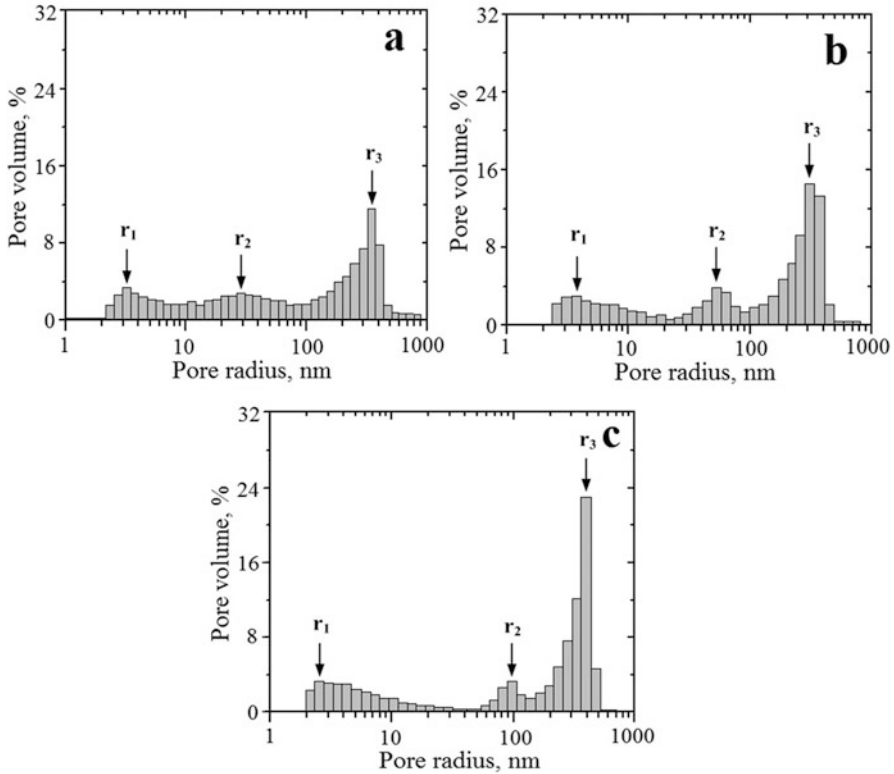 a
32
24
16
8
0
Pore volume, %
r1
r2
r3
1
10
100
1000
Pore radius, nm
b
32
24
16
8
0
Pore volume, %
r1
r2
r3
1
10
100
1000
Pore radius, nm
c
32
24
16
8
0
Pore volume, %
r1
r2
r3
1
10
100
1000
Pore radius, nm